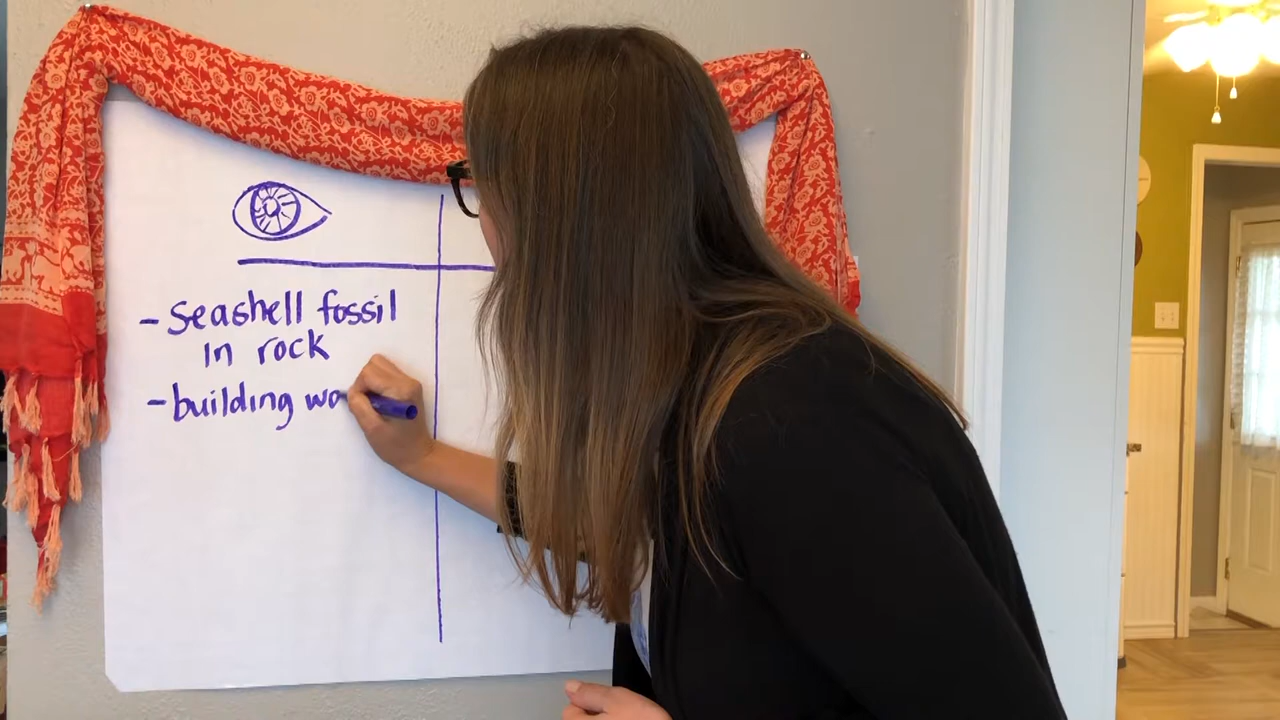 - seashell fossil
in rock
- building wa